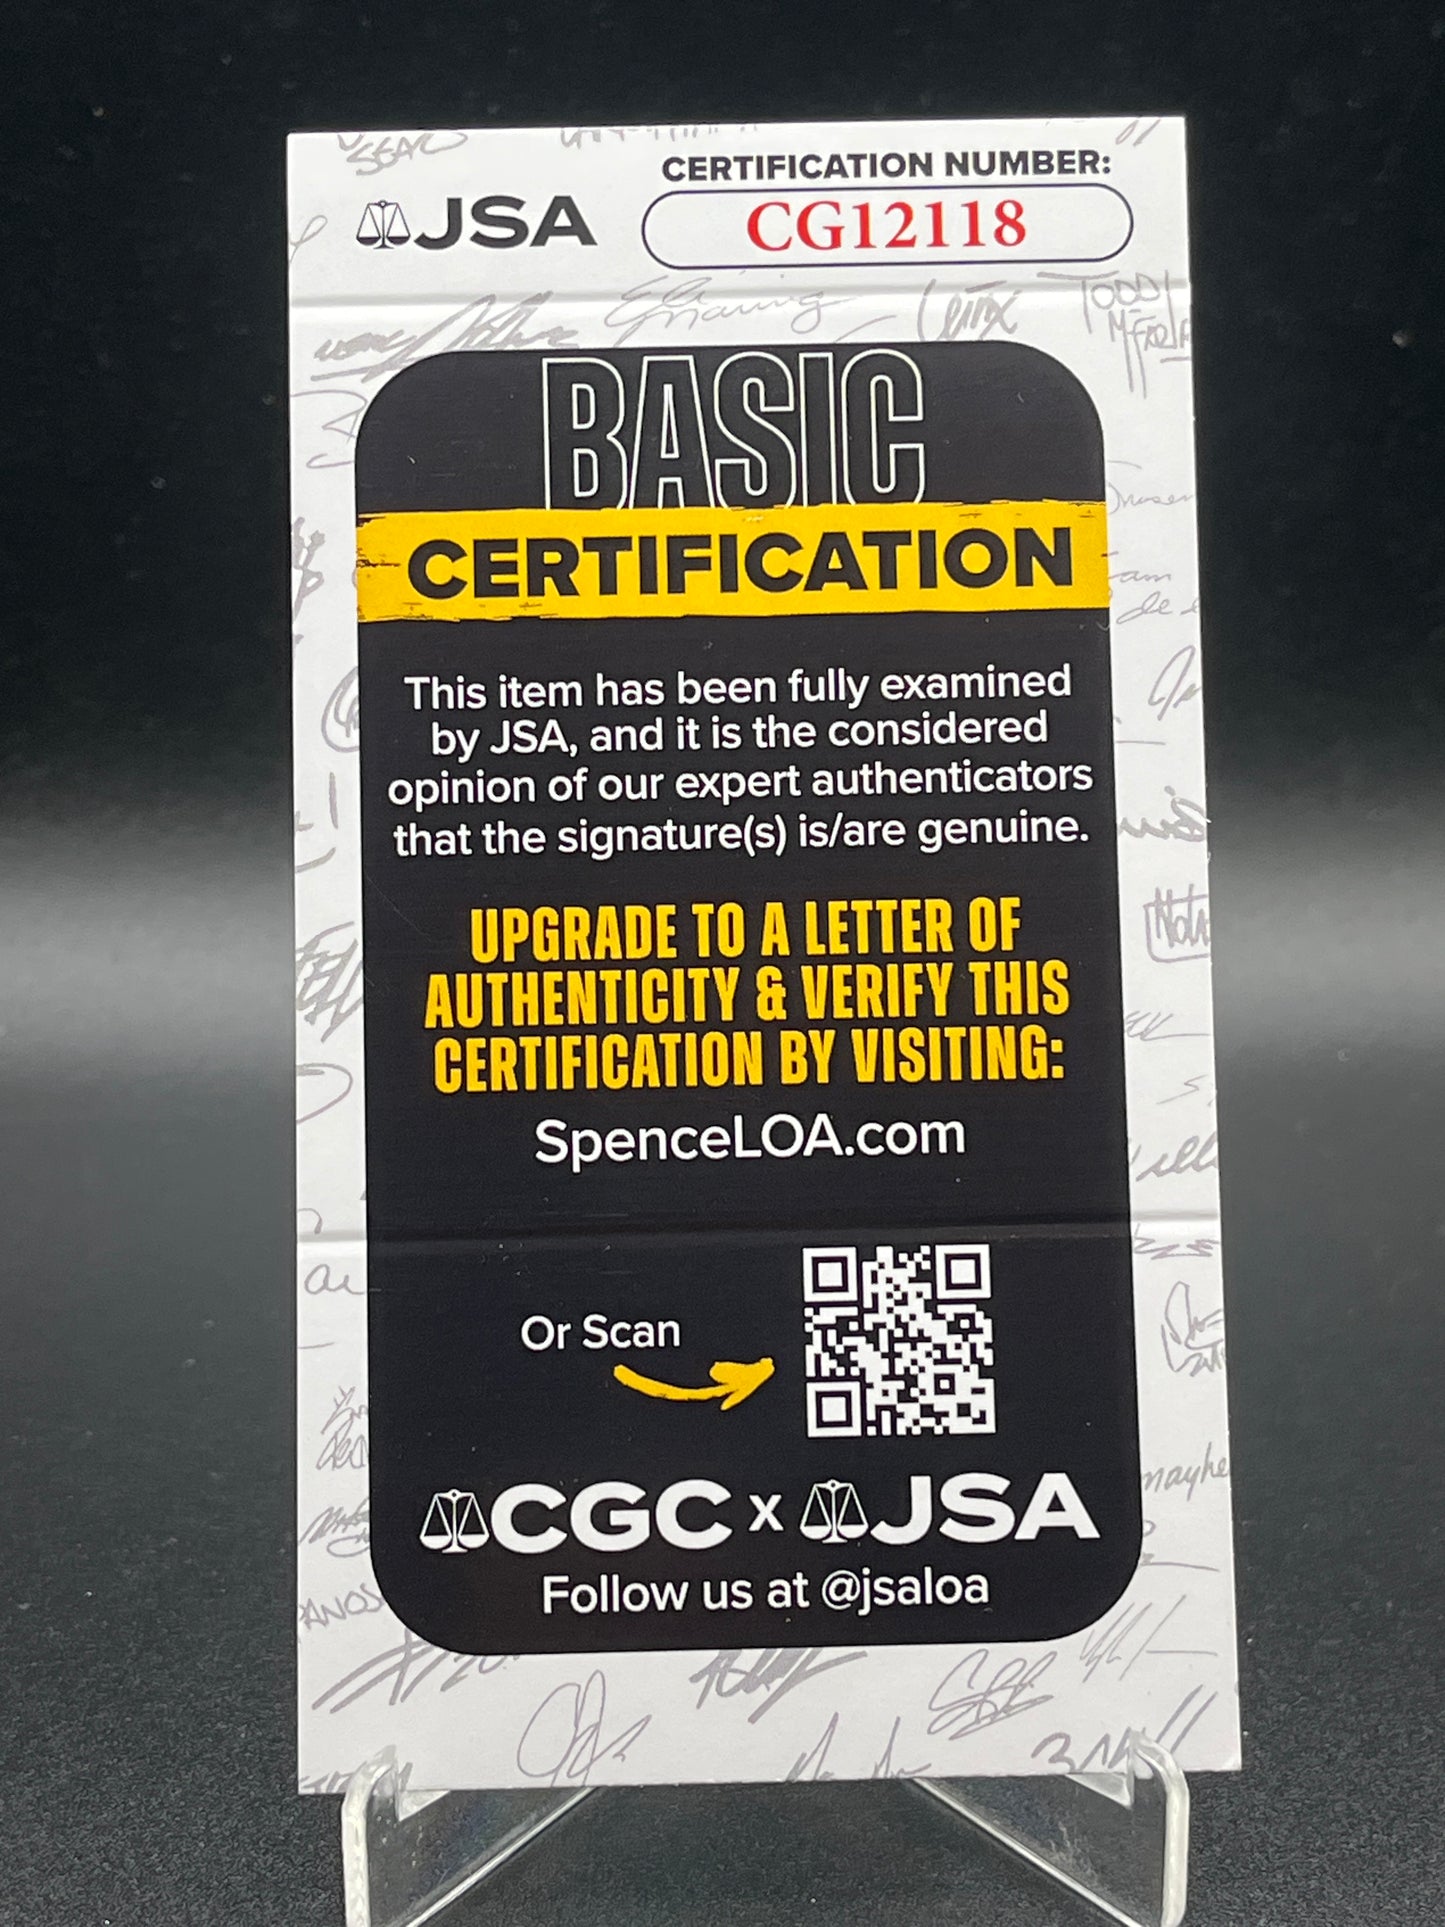 CERTIFICATION NUMBER:
JSA
CG12118
BASIC
CERTIFICATION
This item has been fully examined
by JSA, and it is the considered
opinion of our expert authenticators
that the signature(s) is/are genuine.
UPGRADE TO A LETTER OF
AUTHENTICITY & VERIFY THIS
CERTIFICATION BY VISITING:
SpenceLOA.com
Or Scan
CGC x JSA
Follow us at @jsaloa